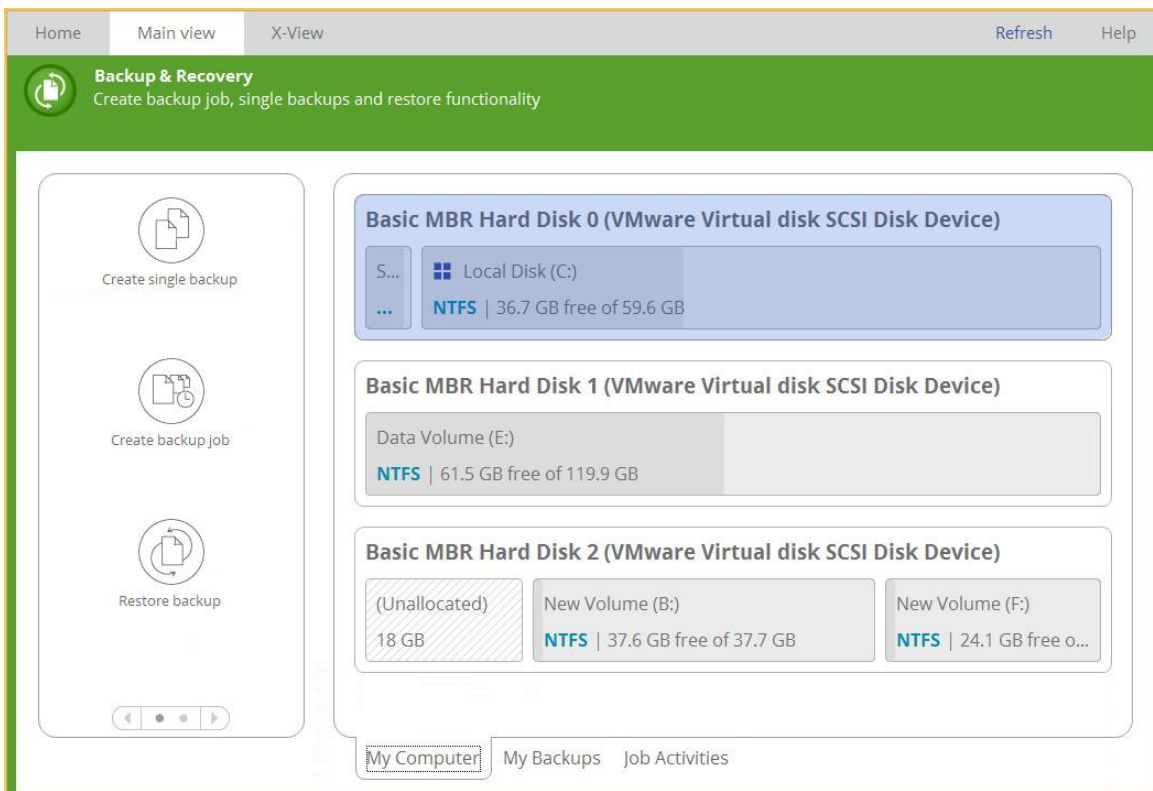 Home Main view X-View Refresh Help
Backup & Recovery
Create backup job, single backups and restore functionality
Create single backup
Create backup job
Restore backup
Basic MBR Hard Disk 0 (VMware Virtual disk SCSI Disk Device)
S... Local Disk (C:)
... NTFS | 36.7 GB free of 59.6 GB
Basic MBR Hard Disk 1 (VMware Virtual disk SCSI Disk Device)
Data Volume (E:)
NTFS | 61.5 GB free of 119.9 GB
Basic MBR Hard Disk 2 (VMware Virtual disk SCSI Disk Device)
(Unallocated) New Volume (B:) New Volume (F:)
18 GB NTFS | 37.6 GB free of 37.7 GB NTFS | 24.1 GB free o...
My Computer My Backups Job Activities